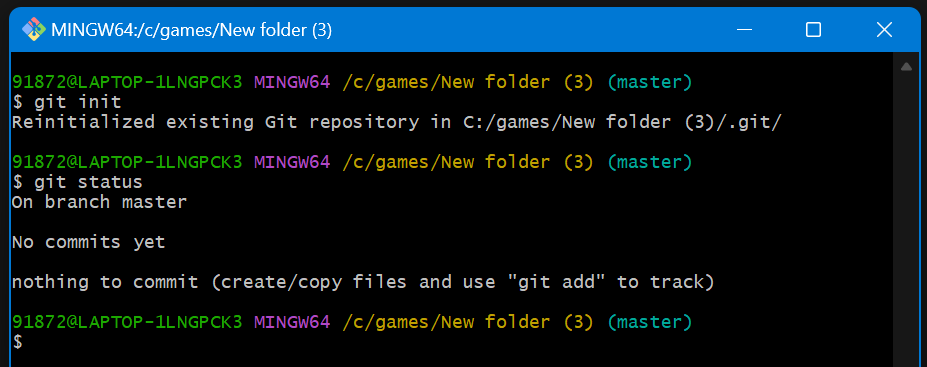 MINGW64:/c/games/New folder (3)
91872@LAPTOP-1LNGPCK3 MINGW64 /c/games/New folder (3) (master)
$ git init
Reinitialized existing Git repository in C:/games/New folder (3)/.git/
91872@LAPTOP-1LNGPCK3 MINGW64 /c/games/New folder (3) (master)
$ git status
On branch master
No commits yet
nothing to commit (create/copy files and use "git add" to track)
91872@LAPTOP-1LNGPCK3 MINGW64 /c/games/New folder (3) (master)
$